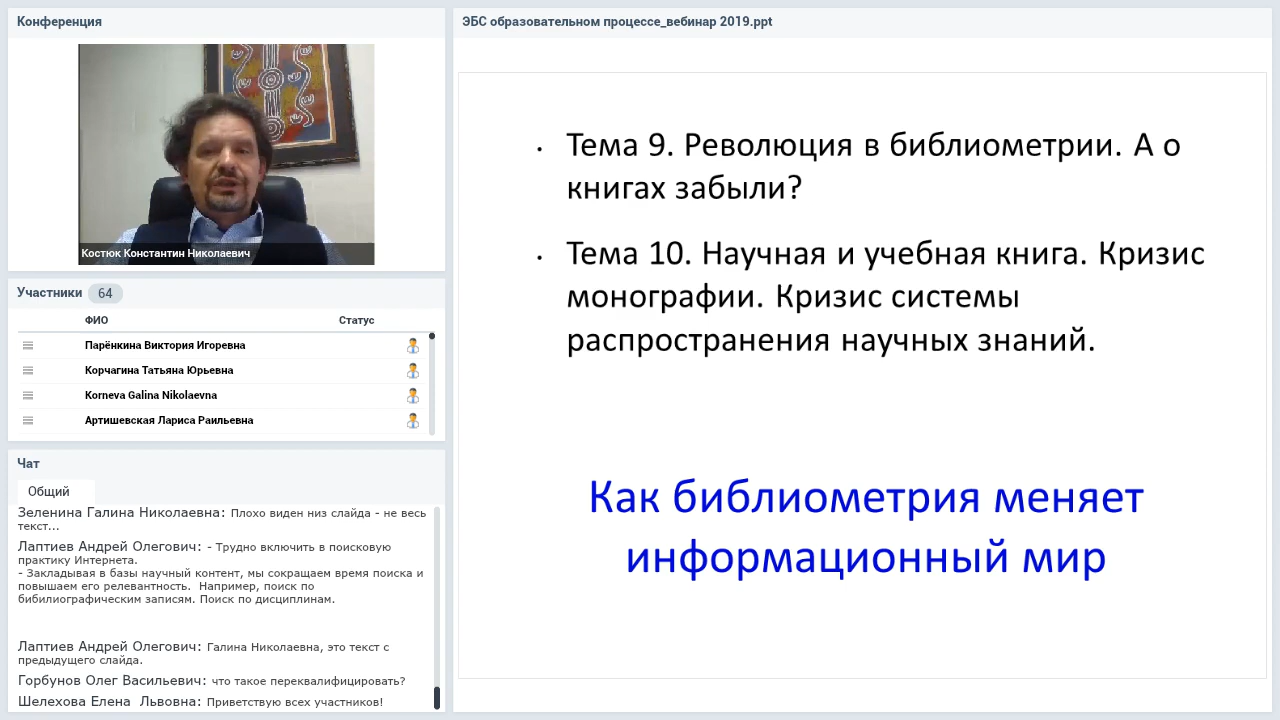 Конференция
Костюк Константин Николаевич
Участники 64
ФИО Статус
Парёнкина Виктория Игоревна
Корчагина Татьяна Юрьевна
Korneva Galina Nikolaevna
Артишевская Лариса Раильевна
Чат
Общий
Зеленина Галина Николаевна: Плохо виден низ слайда - не весь
текст...
Лаптиев Андрей Олегович: - Трудно включить в поисковую
практику Интернета.
- Закладывая в базы научный контент, мы сокращаем время поиска и
повышаем его релевантность. Например, поиск по
бибилиографическим записям. Поиск по дисциплинам.
Лаптиев Андрей Олегович: Галина Николаевна, это текст с
предыдущего слайда.
Горбунов Олег Васильевич: что такое переквалифицировать?
Шелехова Елена Львовна: Приветствую всех участников!
ЭБС образовательном процессе_вебинар 2019.ppt
• Тема 9. Революция в библиометрии. А о
книгах забыли?
• Тема 10. Научная и учебная книга. Кризис
монографии. Кризис системы
распространения научных знаний.
Как библиометрия меняет
информационный мир